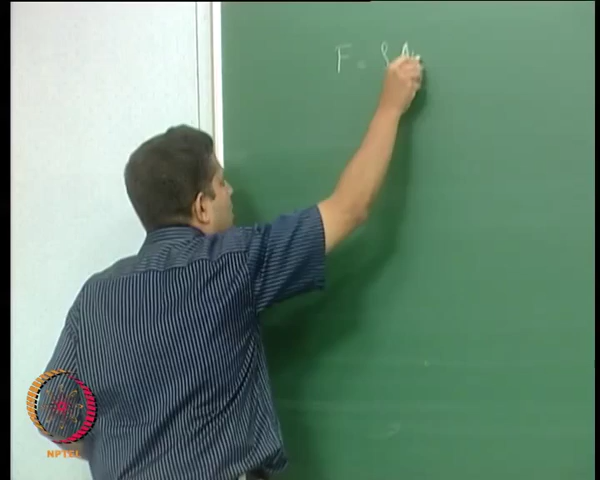 F = ρ A
NPTEL